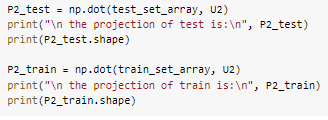 P2_test = np.dot(test_set_array, U2)
print("\n the projection of test is:\n", P2_test)
print(P2_test.shape)
P2_train = np.dot(train_set_array, U2)
print("\n the projection of train is:\n", P2_train)
print(P2_train.shape)